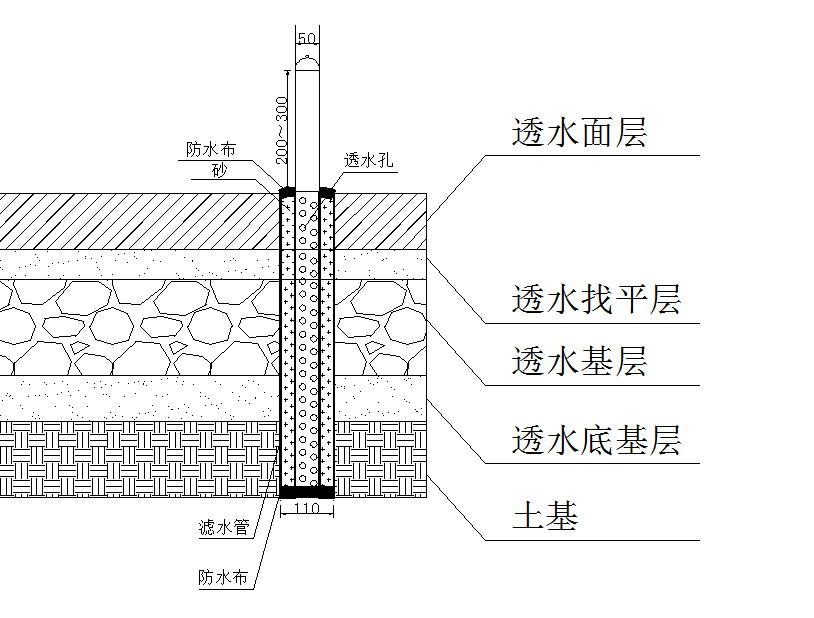 50
200～300
透水面层
防水布
透水孔
砂
透水找平层
透水基层
透水底基层
110
土基
滤水管
防水布